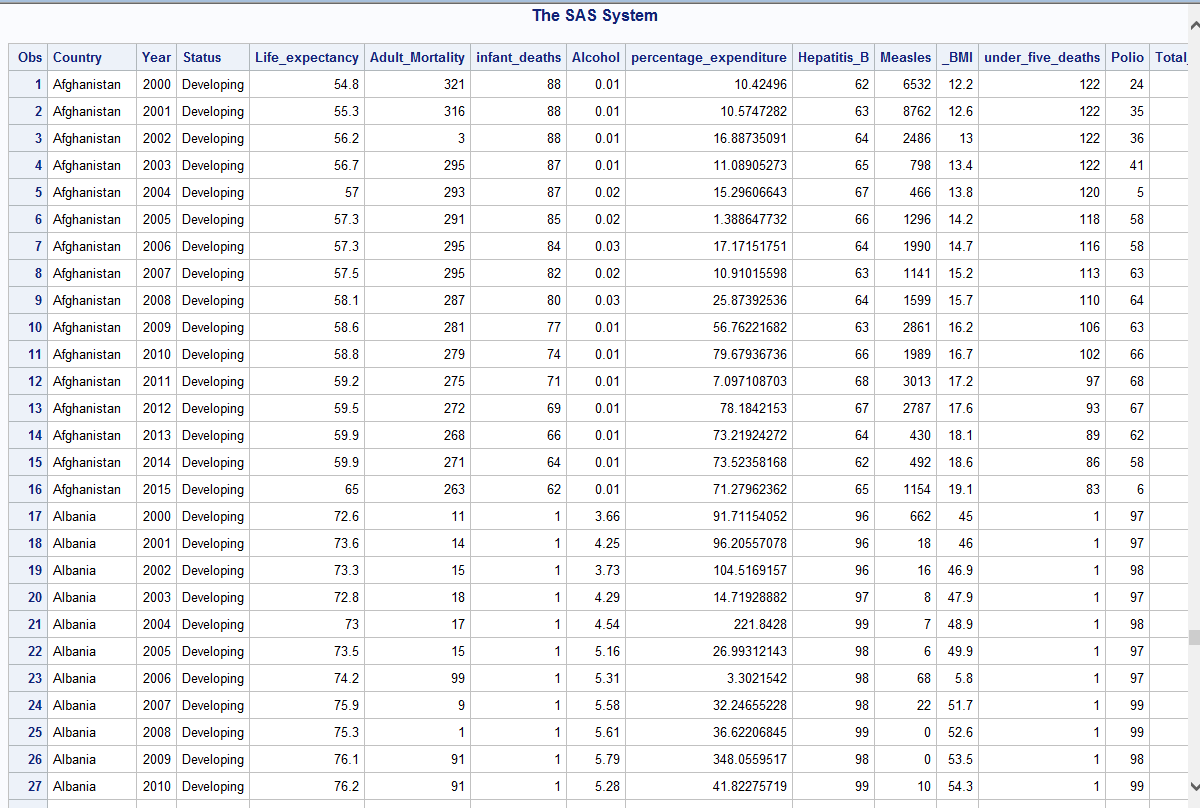 The SAS System
Obs Country Year Status Life_expectancy Adult_Mortality infant_deaths Alcohol percentage_expenditure Hepatitis_B Measles _BMI under_five_deaths Polio Total_
1 Afghanistan 2000 Developing 54.8 321 88 0.01 10.42496 62 6532 12.2 122 24
2 Afghanistan 2001 Developing 55.3 316 88 0.01 10.5747282 63 8762 12.6 122 35
3 Afghanistan 2002 Developing 56.2 3 88 0.01 16.88735091 64 2486 13 122 36
4 Afghanistan 2003 Developing 56.7 295 87 0.01 11.08905273 65 798 13.4 122 41
5 Afghanistan 2004 Developing 57 293 87 0.02 15.29606643 67 466 13.8 120 5
6 Afghanistan 2005 Developing 57.3 291 85 0.02 1.388647732 66 1296 14.2 118 58
7 Afghanistan 2006 Developing 57.3 295 84 0.03 17.17151751 64 1990 14.7 116 58
8 Afghanistan 2007 Developing 57.5 295 82 0.02 10.91015598 63 1141 15.2 113 63
9 Afghanistan 2008 Developing 58.1 287 80 0.03 25.87392536 64 1599 15.7 110 64
10 Afghanistan 2009 Developing 58.6 281 77 0.01 56.76221682 63 2861 16.2 106 63
11 Afghanistan 2010 Developing 58.8 279 74 0.01 79.67936736 66 1989 16.7 102 66
12 Afghanistan 2011 Developing 59.2 275 71 0.01 7.097108703 68 3013 17.2 97 68
13 Afghanistan 2012 Developing 59.5 272 69 0.01 78.1842153 67 2787 17.6 93 67
14 Afghanistan 2013 Developing 59.9 268 66 0.01 73.21924272 64 430 18.1 89 62
15 Afghanistan 2014 Developing 59.9 271 64 0.01 73.52358168 62 492 18.6 86 58
16 Afghanistan 2015 Developing 65 263 62 0.01 71.27962362 65 1154 19.1 83 6
17 Albania 2000 Developing 72.6 11 1 3.66 91.71154052 96 662 45 1 97
18 Albania 2001 Developing 73.6 14 1 4.25 96.20557078 96 18 46 1 97
19 Albania 2002 Developing 73.3 15 1 3.73 104.5169157 96 16 46.9 1 98
20 Albania 2003 Developing 72.8 18 1 4.29 14.71928882 97 8 47.9 1 97
21 Albania 2004 Developing 73 17 1 4.54 221.8428 99 7 48.9 1 98
22 Albania 2005 Developing 73.5 15 1 5.16 26.99312143 98 6 49.9 1 97
23 Albania 2006 Developing 74.2 99 1 5.31 3.3021542 98 68 5.8 1 97
24 Albania 2007 Developing 75.9 9 1 5.58 32.24655228 98 22 51.7 1 99
25 Albania 2008 Developing 75.3 1 1 5.61 36.62206845 99 0 52.6 1 99
26 Albania 2009 Developing 76.1 91 1 5.79 348.0559517 98 0 53.5 1 98
27 Albania 2010 Developing 76.2 91 1 5.28 41.82275719 99 10 54.3 1 99